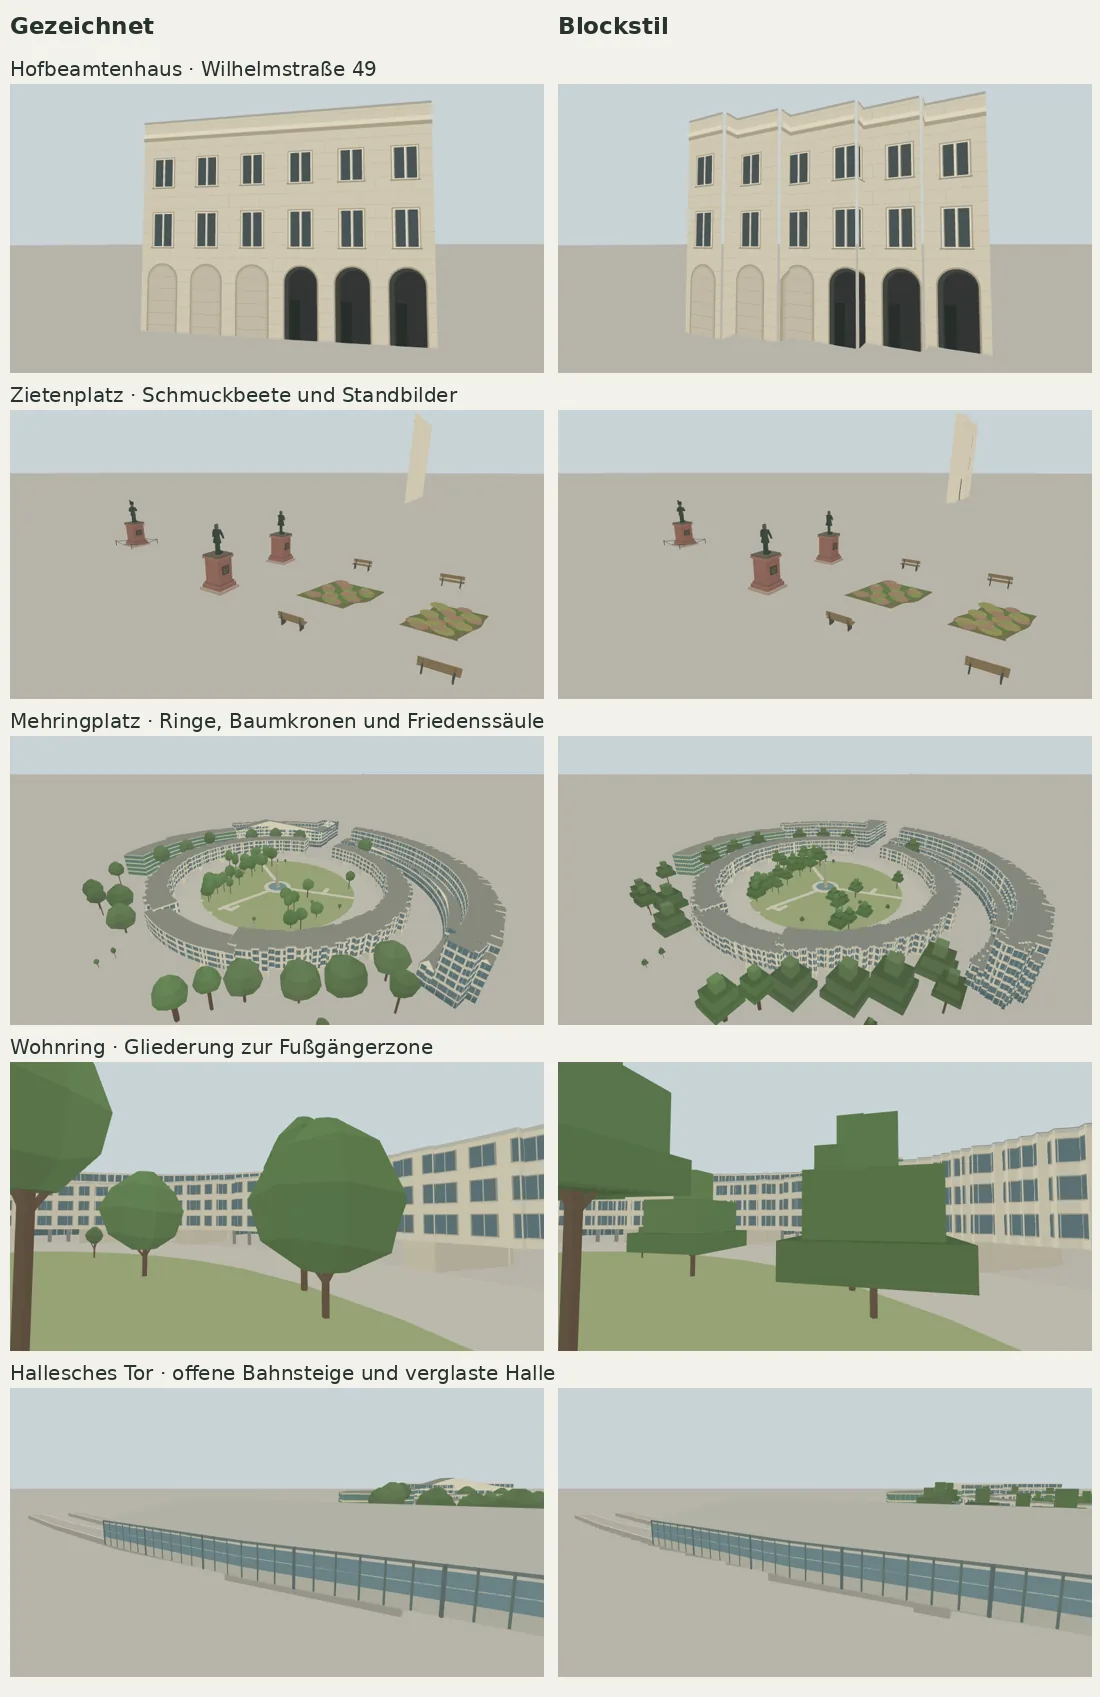 Gezeichnet
Blockstil
Hofbeamtenhaus · Wilhelmstraße 49
Zietenplatz · Schmuckbeete und Standbilder
Mehringplatz · Ringe, Baumkronen und Friedenssäule
Wohnring · Gliederung zur Fußgängerzone
Hallesches Tor · offene Bahnsteige und verglaste Halle